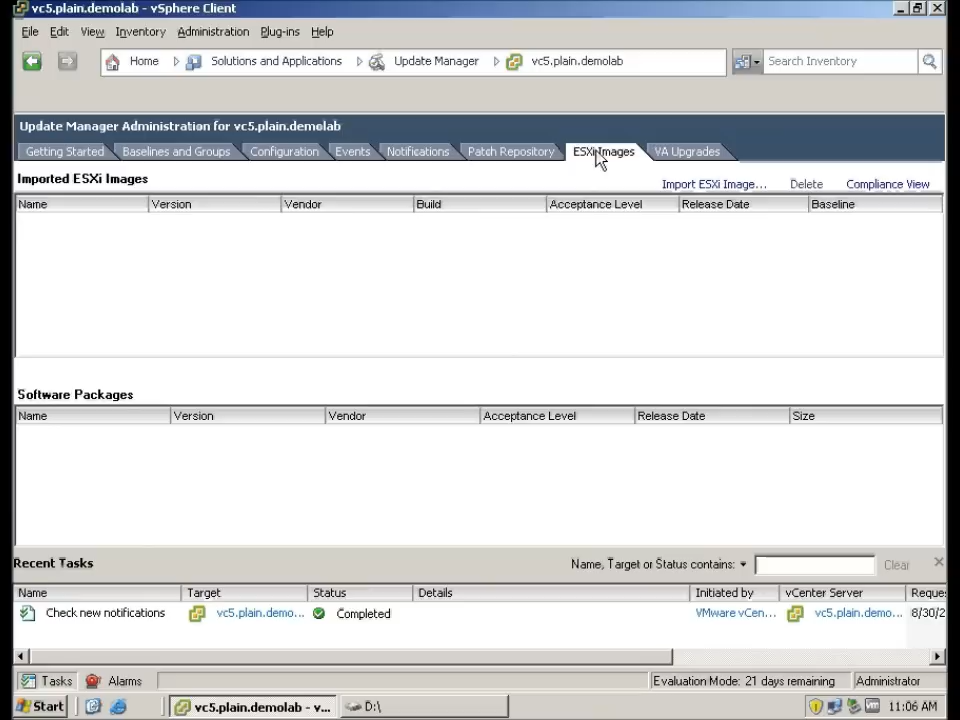 vc5.plain.demolab - vSphere Client
File Edit View Inventory Administration Plug-ins Help
Home Solutions and Applications Update Manager vc5.plain.demolab Search Inventory
Update Manager Administration for vc5.plain.demolab
Getting Started Baselines and Groups Configuration Events Notifications Patch Repository ESXi Images VA Upgrades
Imported ESXi Images
Import ESXi Image... Delete Compliance View
Name Version Vendor Build Acceptance Level Release Date Baseline
Software Packages
Name Version Vendor Acceptance Level Release Date Size
Recent Tasks Name, Target or Status contains: Clear
Name Target Status Details Initiated by vCenter Server Reque
Check new notifications vc5.plain.demo... Completed VMware vCen... vc5.plain.demo... 8/30/2
Tasks Alarms Evaluation Mode: 21 days remaining Administrator
Start vc5.plain.demolab - v... D:\ 11:06 AM